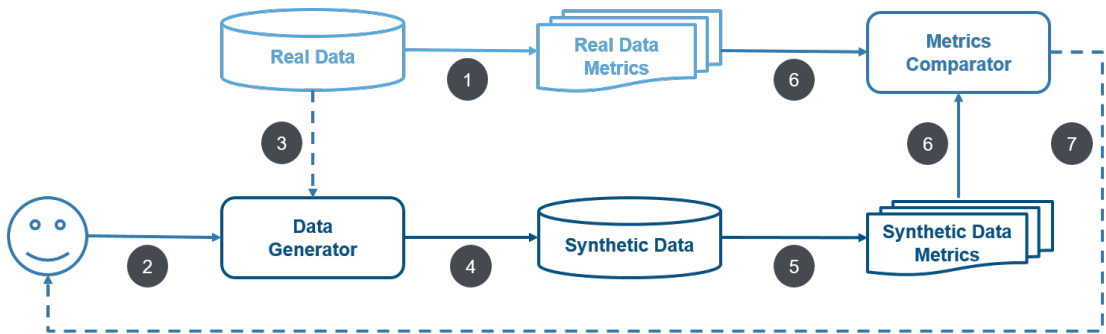 Real Data
1
Real Data
Metrics
6
Metrics
Comparator
3
6
7
2
Data
Generator
4
Synthetic Data
5
Synthetic Data
Metrics